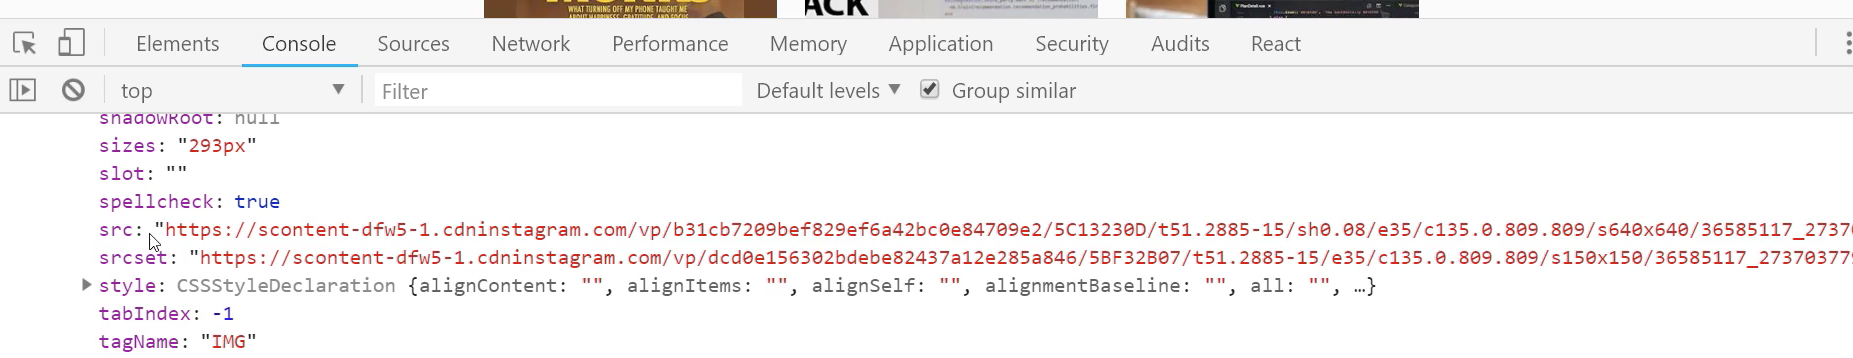 WHAT TURNING OFF MY PHONE TAUGHT ME
ABOUT HAPPINESS, GRATITUDE, AND FOCUS
ACK
Elements Console Sources Network Performance Memory Application Security Audits React
top Filter Default levels Group similar
shadowRoot: null
sizes: "293px"
slot: ""
spellcheck: true
src: "https://scontent-dfw5-1.cdninstagram.com/vp/b31cb7209bef829ef6a42bc0e84709e2/5C13230D/t51.2885-15/sh0.08/e35/c135.0.809.809/s640x640/36585117_27370
srcset: "https://scontent-dfw5-1.cdninstagram.com/vp/dcd0e156302bdebe82437a12e285a846/5BF32B07/t51.2885-15/e35/c135.0.809.809/s150x150/36585117_273703779
style: CSSStyleDeclaration {alignContent: "", alignItems: "", alignSelf: "", alignmentBaseline: "", all: "", …}
tabIndex: -1
tagName: "IMG"